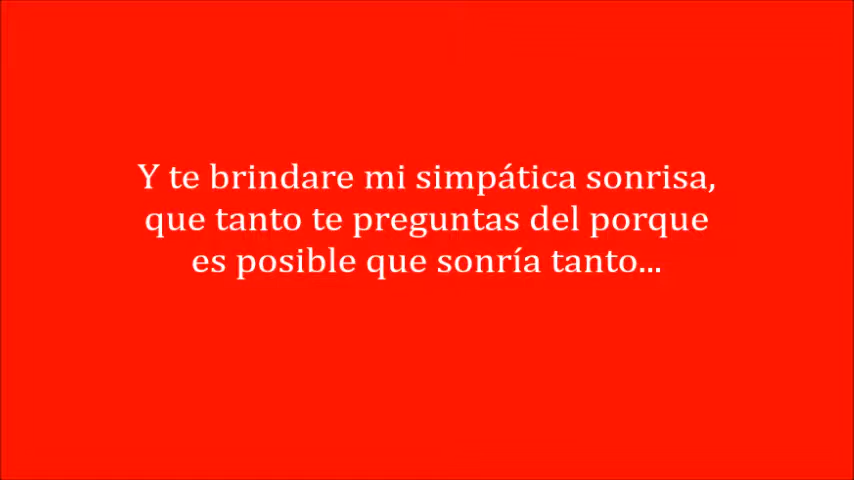 Y te brindare mi simpática sonrisa,
que tanto te preguntas del porque
es posible que sonría tanto...